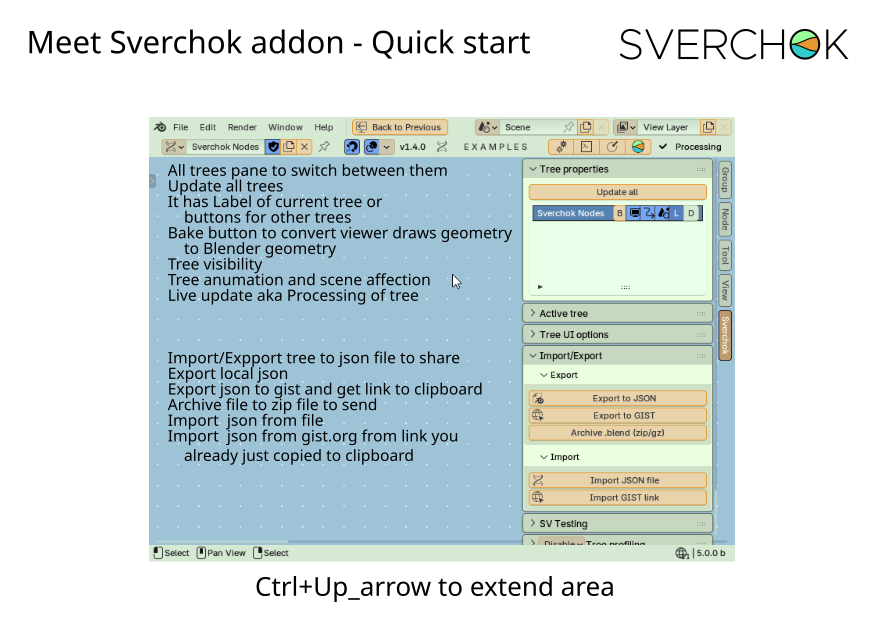 Meet Sverchok addon - Quick start
SVERCHOK
File Edit Render Window Help Back to Previous Scene View Layer
Sverchok Nodes v1.4.0 EXAMPLES Processing
All trees pane to switch between them
Update all trees
It has Label of current tree or
buttons for other trees
Bake button to convert viewer draws geometry
to Blender geometry
Tree visibility
Tree anumation and scene affection
Live update aka Processing of tree
Import/Expport tree to json file to share
Export local json
Export json to gist and get link to clipboard
Archive file to zip file to send
Import json from file
Import json from gist.org from link you
already just copied to clipboard
Tree properties
Update all
Sverchok Nodes B L D
Active tree
Tree UI options
Import/Export
Export
Export to JSON
Export to GIST
Archive .blend (zip/gz)
Import
Import JSON file
Import GIST link
SV Testing
Disable Tree profiling
Group
Node
Tool
View
Sverchok
Select Pan View Select 5.0.0 b
Ctrl+Up_arrow to extend area